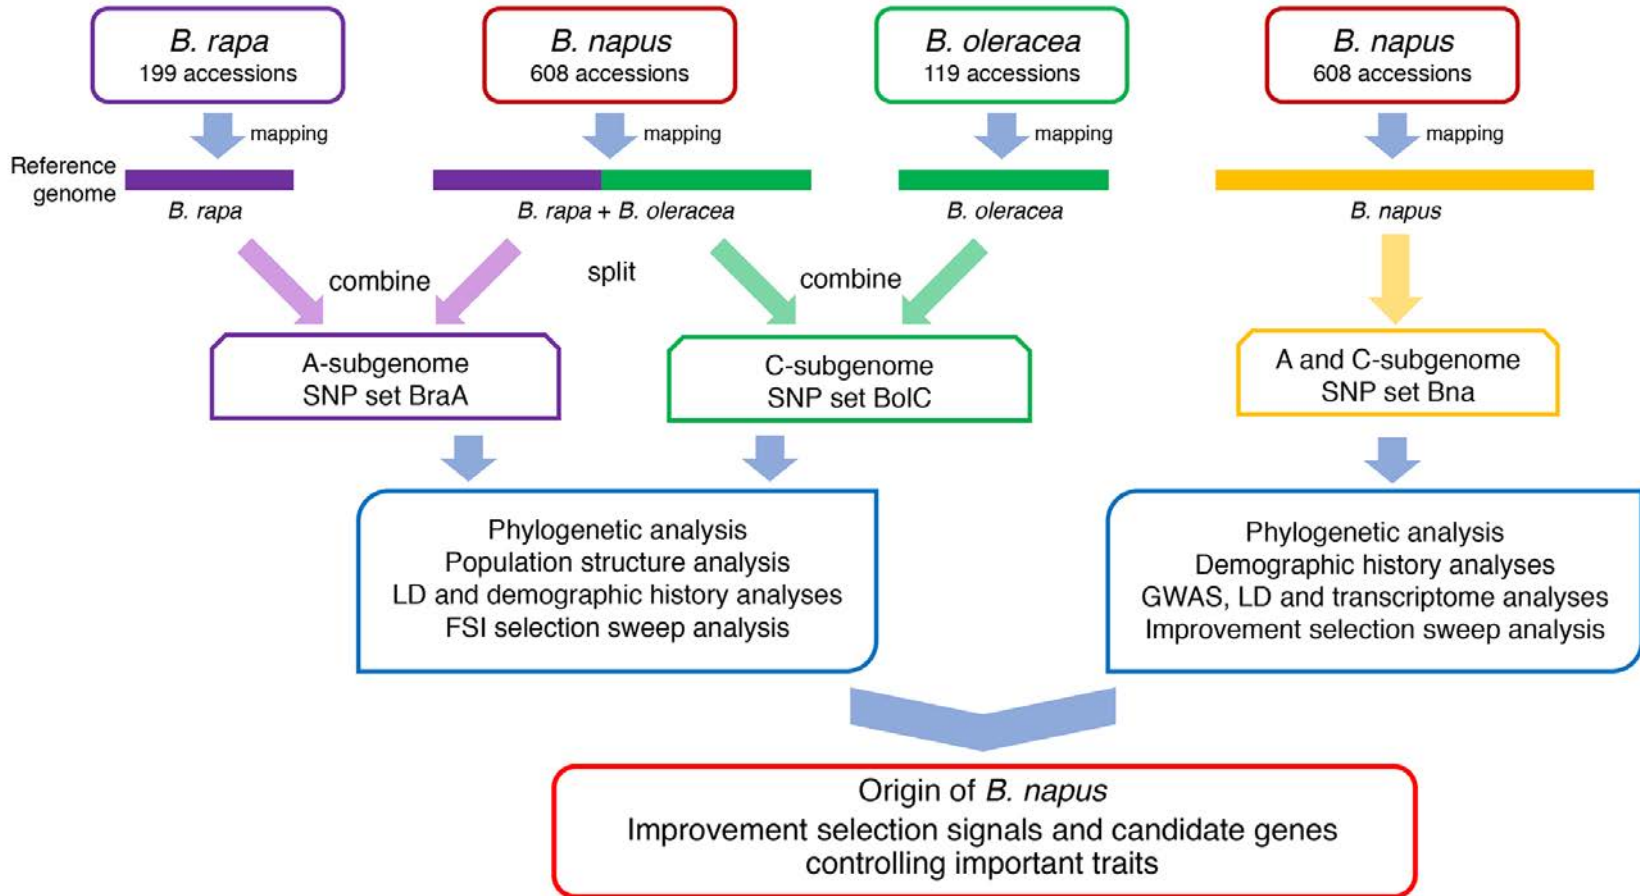 B. rapa
199 accessions
B. napus
608 accessions
B. oleracea
119 accessions
B. napus
608 accessions
mapping
mapping
mapping
mapping
Reference
genome
B. rapa
B. rapa + B. oleracea
B. oleracea
B. napus
combine
split
combine
A-subgenome
SNP set BraA
C-subgenome
SNP set BolC
A and C-subgenome
SNP set Bna
Phylogenetic analysis
Population structure analysis
LD and demographic history analyses
FSI selection sweep analysis
Phylogenetic analysis
Demographic history analyses
GWAS, LD and transcriptome analyses
Improvement selection sweep analysis
Origin of B. napus
Improvement selection signals and candidate genes
controlling important traits